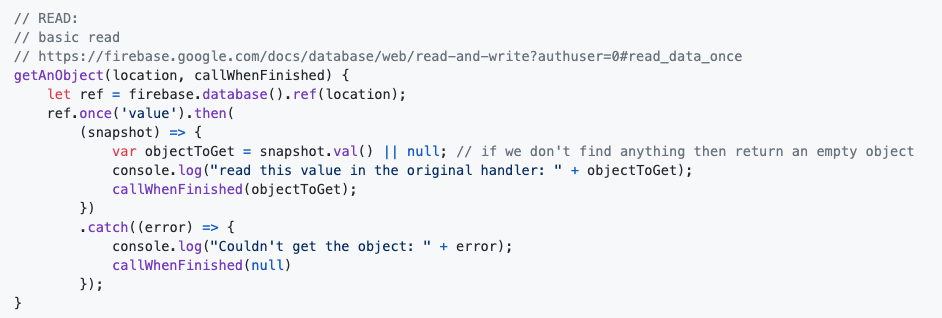 // READ:
// basic read
// https://firebase.google.com/docs/database/web/read-and-write?authuser=0#read_data_once
getAnObject(location, callWhenFinished) {
    let ref = firebase.database().ref(location);
    ref.once('value').then(
        (snapshot) => {
            var objectToGet = snapshot.val() || null; // if we don't find anything then return an empty object
            console.log("read this value in the original handler: " + objectToGet);
            callWhenFinished(objectToGet);
        })
        .catch((error) => {
            console.log("Couldn't get the object: " + error);
            callWhenFinished(null)
        });
}